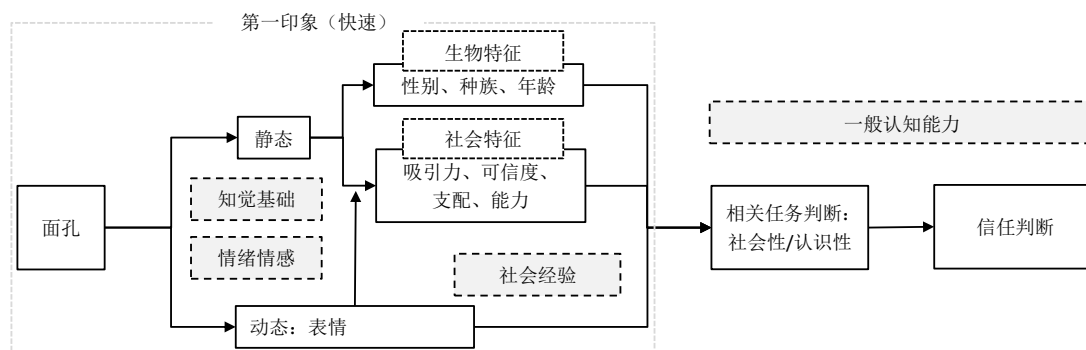 第一印象（快速）
生物特征
性别、种族、年龄
静态
社会特征
吸引力、可信度、
支配、能力
一般认知能力
面孔
知觉基础
情绪情感
社会经验
动态：表情
相关任务判断：
社会性/认识性
信任判断